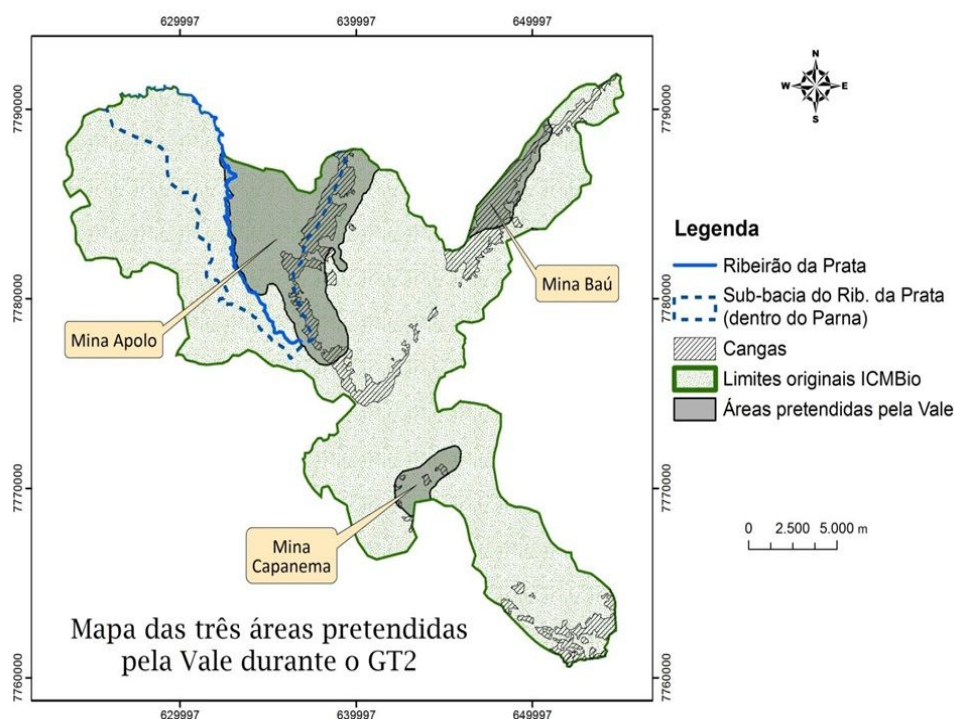 629997
639997
649997
7790000
7790000
7780000
7780000
7770000
7770000
7760000
7760000
Mina Apolo
Mina Baú
Mina
Capanema
Mapa das três áreas pretendidas
pela Vale durante o GT2
629997
639997
649997
N
W
E
S
Legenda
Ribeirão da Prata
Sub-bacia do Rib. da Prata
(dentro do Parna)
Cangas
Limites originais ICMBio
Áreas pretendidas pela Vale
0 2.500 5.000 m